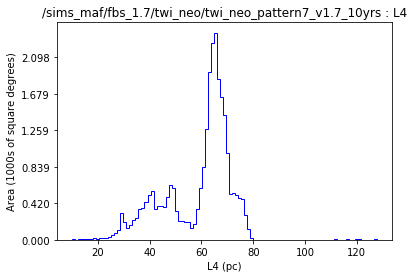 /sims_maf/fbs_1.7/twi_neo/twi_neo_pattern7_v1.7_10yrs : L4
Area (1000s of square degrees)
2.098
1.679
1.259
0.839
0.420
0.000
20 40 60 80 100 120
L4 (pc)